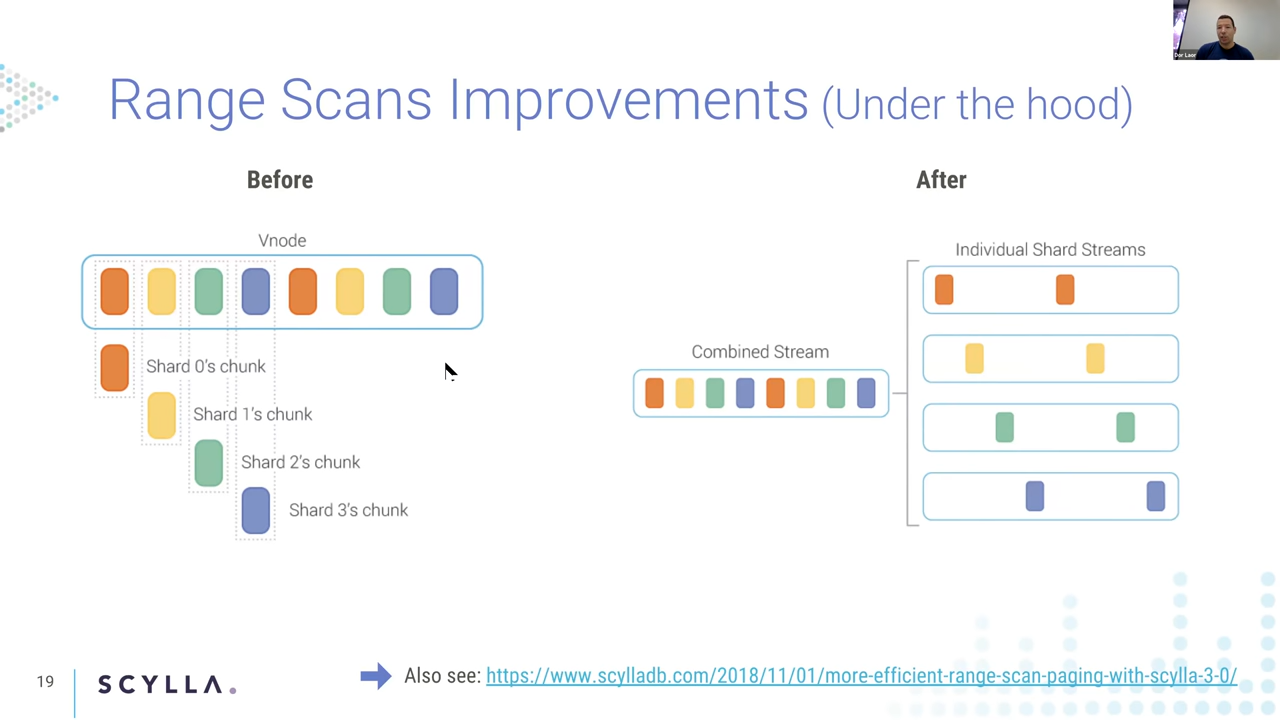 Dor Laor
Range Scans Improvements (Under the hood)
Before
Vnode
Shard 0's chunk
Shard 1's chunk
Shard 2's chunk
Shard 3's chunk
After
Individual Shard Streams
Combined Stream
19
SCYLLA.
Also see: https://www.scylladb.com/2018/11/01/more-efficient-range-scan-paging-with-scylla-3-0/